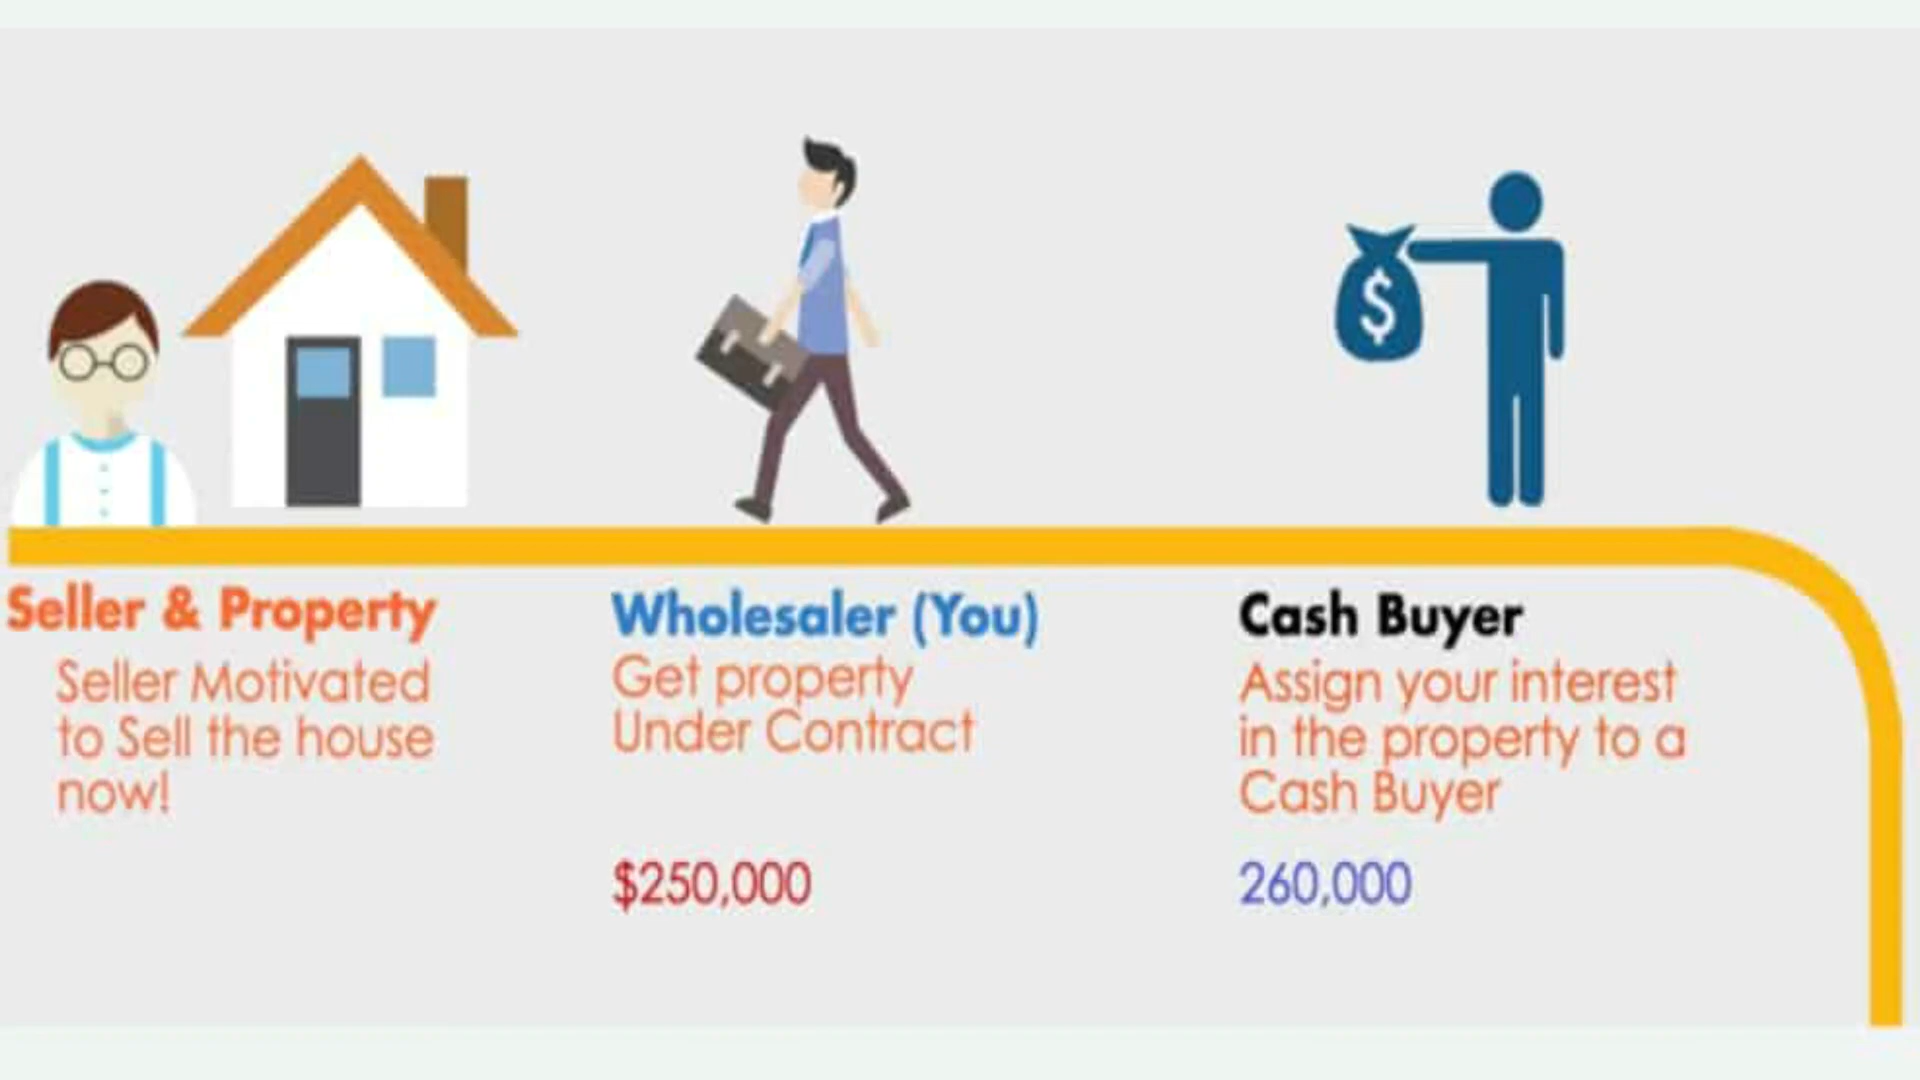 Seller & Property
Seller Motivated
to Sell the house
now!
Wholesaler (You)
Get property
Under Contract
$250,000
Cash Buyer
Assign your interest
in the property to a
Cash Buyer
260,000
$